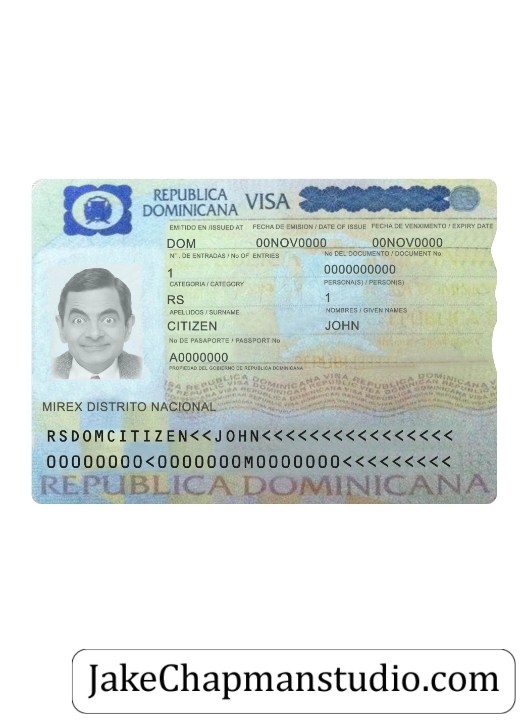 REPUBLICA DOMINICANA VISA
EMITIDO EN /ISSUED AT FECHA DE EMISION / DATE OF ISSUE FECHA DE VENXIMENTO / EXPIRY DATE
DOM 00NOV0000 00NOV0000
N°. DE ENTRADAS / No OF ENTRIES No DEL DOCUMENTO / DOCUMENT No
1 0000000000
CATEGORIA / CATEGORY PERSONA(S) / PERSON(S)
RS 1
APELLIDOS / SURNAME NOMBRES / GIVEN NAMES
CITIZEN JOHN
No DE PASAPORTE / PASSPORT No
A0000000
PROPIEDAD DEL GOBIERNO DE REPUBLICA DOMINICANA
MIREX DISTRITO NACIONAL
RSDOMCITIZEN<<JOHN<<<<<<<<<<<<<<<<<
00000000<0000000M0000000<<<<<<<<<
REPUBLICA DOMINICANA
JakeChapmanstudio.com